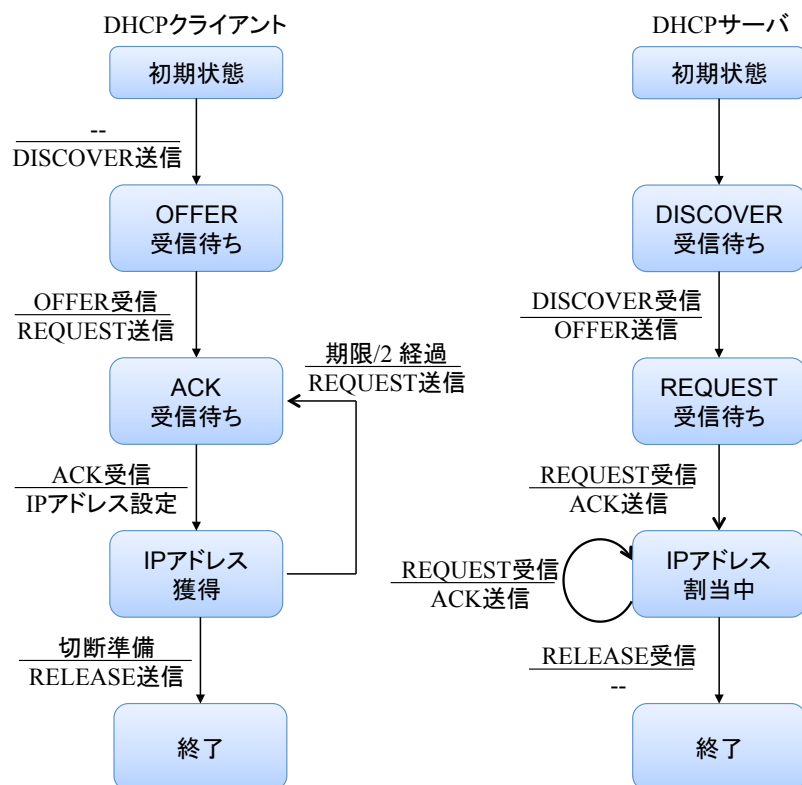 DHCPクライアント
初期状態
--
DISCOVER送信
OFFER
受信待ち
OFFER受信
REQUEST送信
ACK
受信待ち
期限/2 経過
REQUEST送信
ACK受信
IPアドレス設定
IPアドレス
獲得
切断準備
RELEASE送信
終了
DHCPサーバ
初期状態
DISCOVER
受信待ち
DISCOVER受信
OFFER送信
REQUEST
受信待ち
REQUEST受信
ACK送信
IPアドレス
割当中
REQUEST受信
ACK送信
RELEASE受信
--
終了